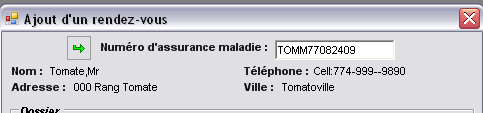 Ajout d'un rendez-vous
Numéro d'assurance maladie : TOMM77082409
Nom : Tomate,Mr Téléphone : Cell:774-999--9890
Adresse : 000 Rang Tomate Ville : Tomatoville
Dossier